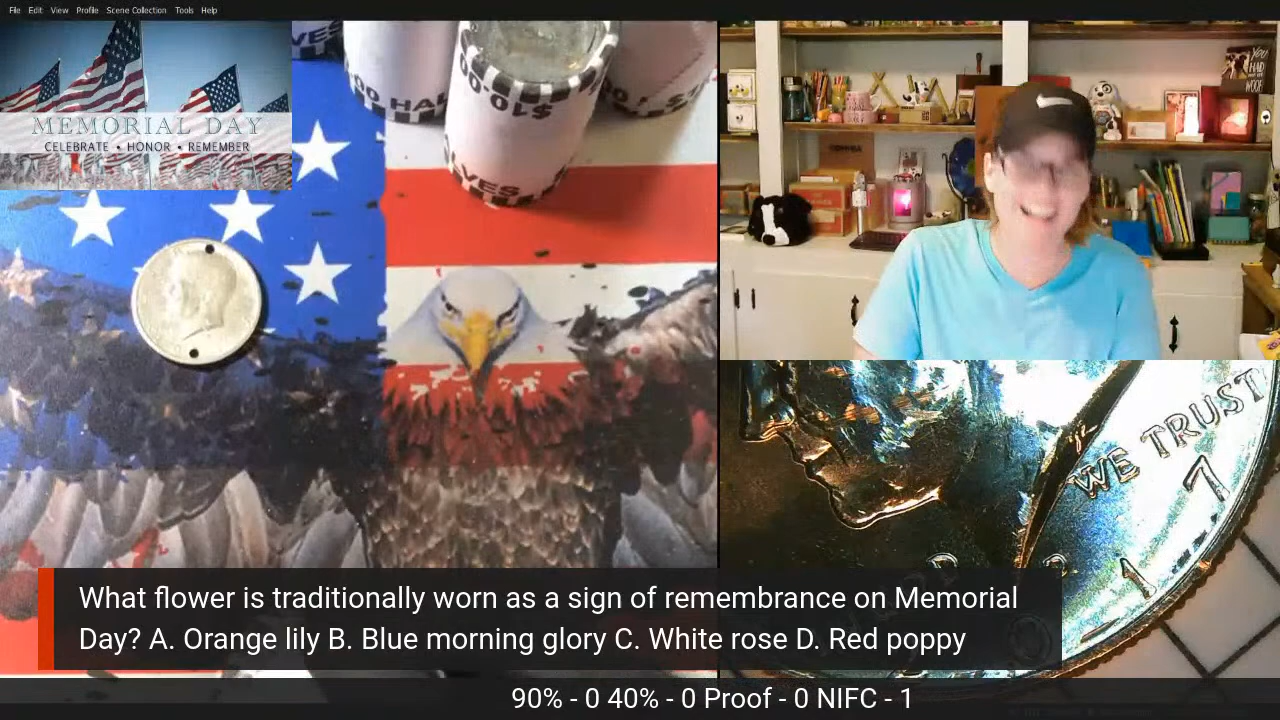 File Edit View Profile Scene Collection Tools Help
MEMORIAL DAY
CELEBRATE • HONOR • REMEMBER
$10.00
WE TRUST
What flower is traditionally worn as a sign of remembrance on Memorial
Day? A. Orange lily B. Blue morning glory C. White rose D. Red poppy
90% - 0 40% - 0 Proof - 0 NIFC - 1